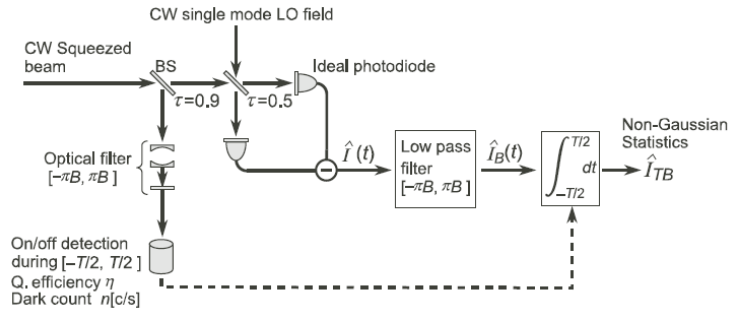 CW single mode LO field
CW Squeezed
beam
BS
Ideal photodiode
τ=0.9
τ=0.5
Optical filter
[-πB, πB ]
Î (t)
Low pass
filter
[-πB, πB ]
Î_B(t)
T/2
dt
-T/2
Non-Gaussian
Statistics
Î_TB
On/off detection
during [-T/2, T/2 ]
Q. efficiency η
Dark count n[c/s]